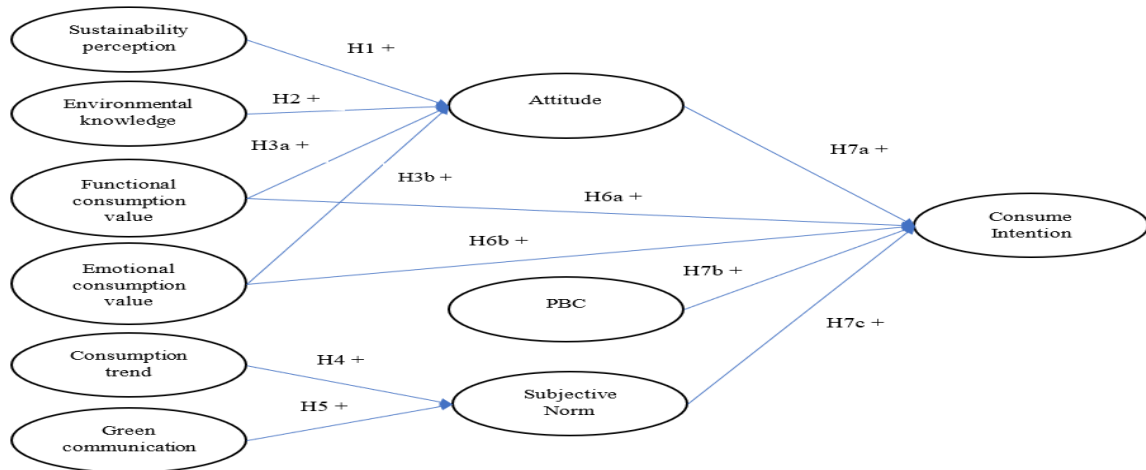 Sustainability
perception
H1 +
Environmental
knowledge
H2 +
Attitude
H3a +
H7a +
Functional
consumption
value
H3b +
H6a +
Consume
Intention
Emotional
consumption
value
H6b +
H7b +
PBC
H7c +
Consumption
trend
H4 +
Subjective
Norm
H5 +
Green
communication